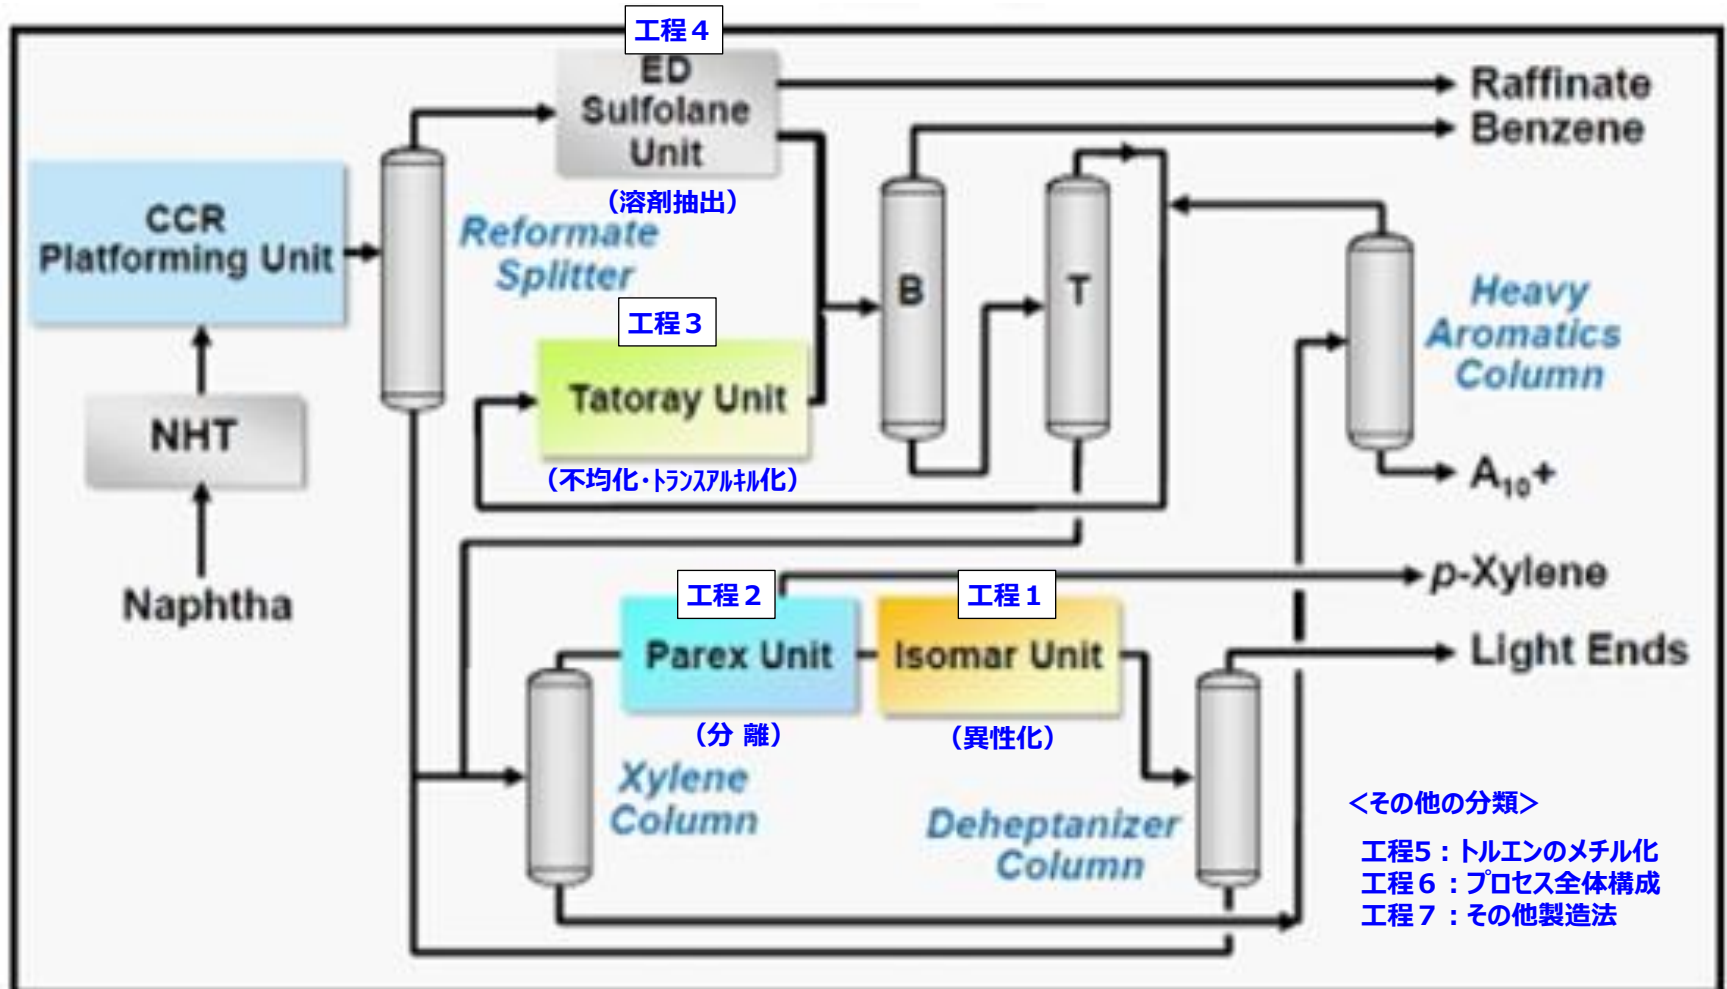 工程４
ED
Sulfolane
Unit
（溶剤抽出）
Raffinate
Benzene
CCR
Platforming Unit
Reformate
Splitter
B
T
Heavy
Aromatics
Column
工程３
Tatoray Unit
（不均化・ﾄﾗﾝｽｱﾙｷﾙ化）
NHT
A₁₀+
Naphtha
p-Xylene
工程２
工程１
Parex Unit
Isomar Unit
Light Ends
（分 離）
（異性化）
Xylene
Column
Deheptanizer
Column
＜その他の分類＞
工程5：トルエンのメチル化
工程６：プロセス全体構成
工程７：その他製造法